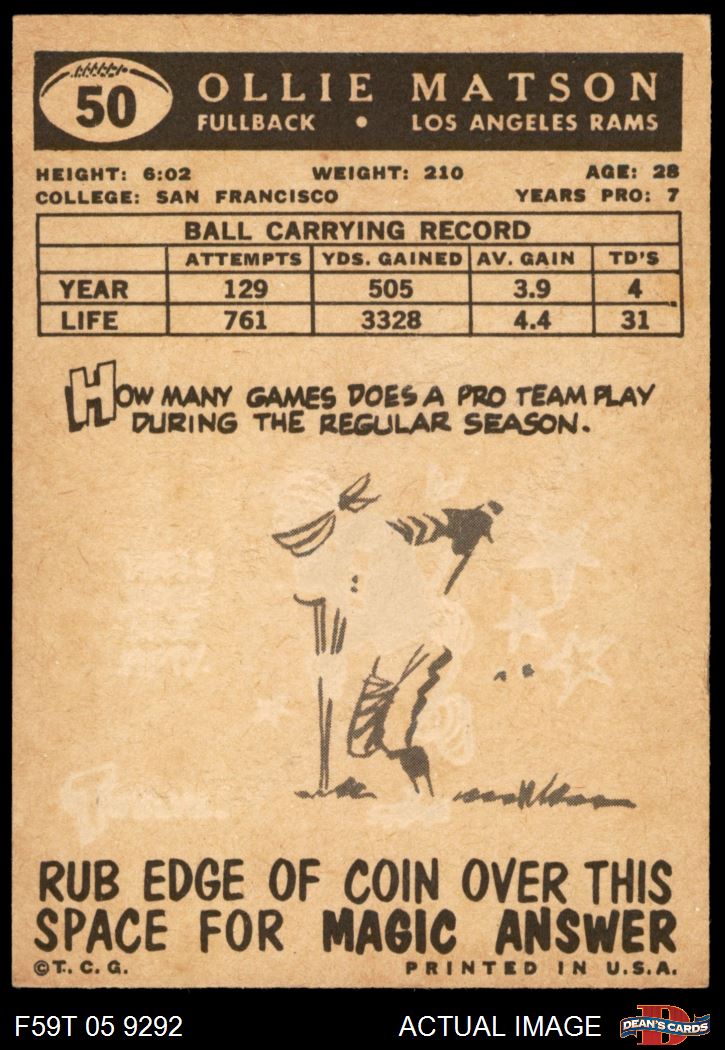 50
OLLIE MATSON
FULLBACK • LOS ANGELES RAMS
HEIGHT: 6:02 WEIGHT: 210 AGE: 28
COLLEGE: SAN FRANCISCO YEARS PRO: 7
BALL CARRYING RECORD
ATTEMPTS YDS. GAINED AV. GAIN TD'S
YEAR 129 505 3.9 4
LIFE 761 3328 4.4 31
HOW MANY GAMES DOES A PRO TEAM PLAY
DURING THE REGULAR SEASON.
RUB EDGE OF COIN OVER THIS
SPACE FOR MAGIC ANSWER
©T. C. G. PRINTED IN U.S.A.
F59T 05 9292 ACTUAL IMAGE DEAN'S CARDS